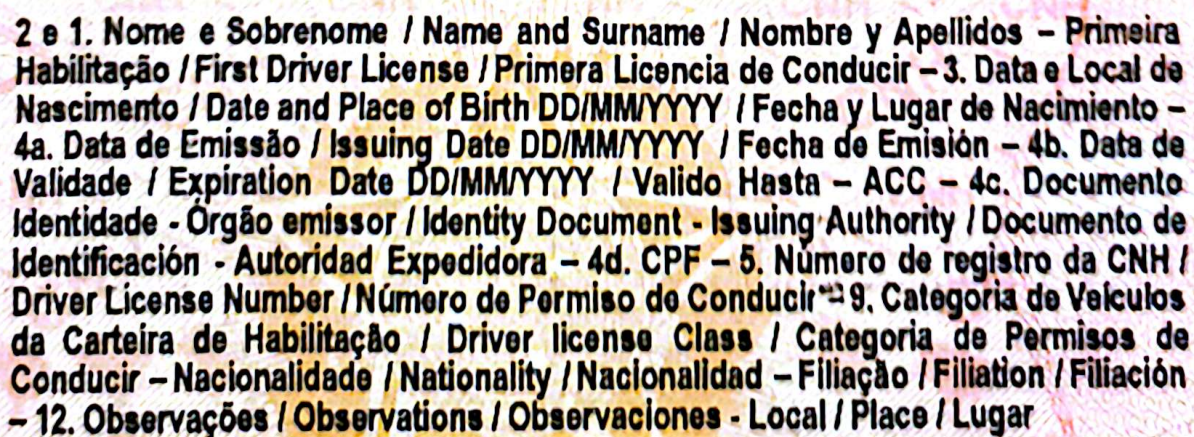 2 e 1. Nome e Sobrenome / Name and Surname / Nombre y Apellidos – Primeira
Habilitação / First Driver License / Primera Licencia de Conducir – 3. Data e Local de
Nascimento / Date and Place of Birth DD/MM/YYYY / Fecha y Lugar de Nacimiento –
4a. Data de Emissão / Issuing Date DD/MM/YYYY / Fecha de Emisión – 4b. Data de
Validade / Expiration Date DD/MM/YYYY / Valido Hasta – ACC – 4c. Documento
Identidade - Órgão emissor / Identity Document - Issuing Authority / Documento de
Identificación - Autoridad Expedidora – 4d. CPF – 5. Número de registro da CNH /
Driver License Number / Número de Permiso de Conducir – 9. Categoria de Veículos
da Carteira de Habilitação / Driver license Class / Categoria de Permisos de
Conducir – Nacionalidade / Nationality / Nacionalidad – Filiação / Filiation / Filiación
– 12. Observações / Observations / Observaciones - Local / Place / Lugar